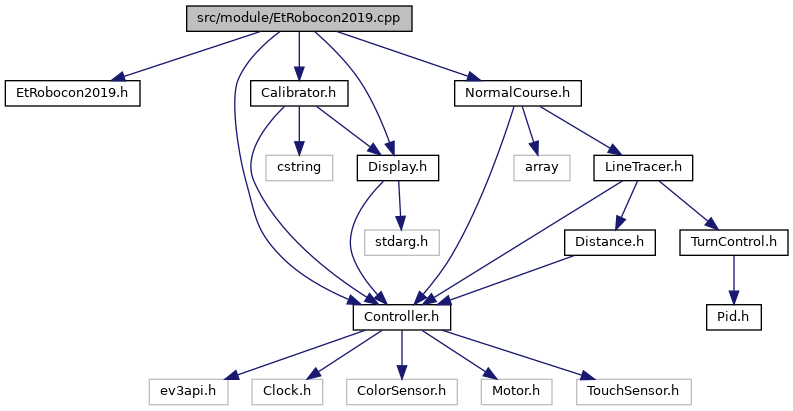 src/module/EtRobocon2019.cpp
EtRobocon2019.h
Calibrator.h
NormalCourse.h
cstring
Display.h
array
LineTracer.h
stdarg.h
Distance.h
TurnControl.h
Controller.h
Pid.h
ev3api.h
Clock.h
ColorSensor.h
Motor.h
TouchSensor.h